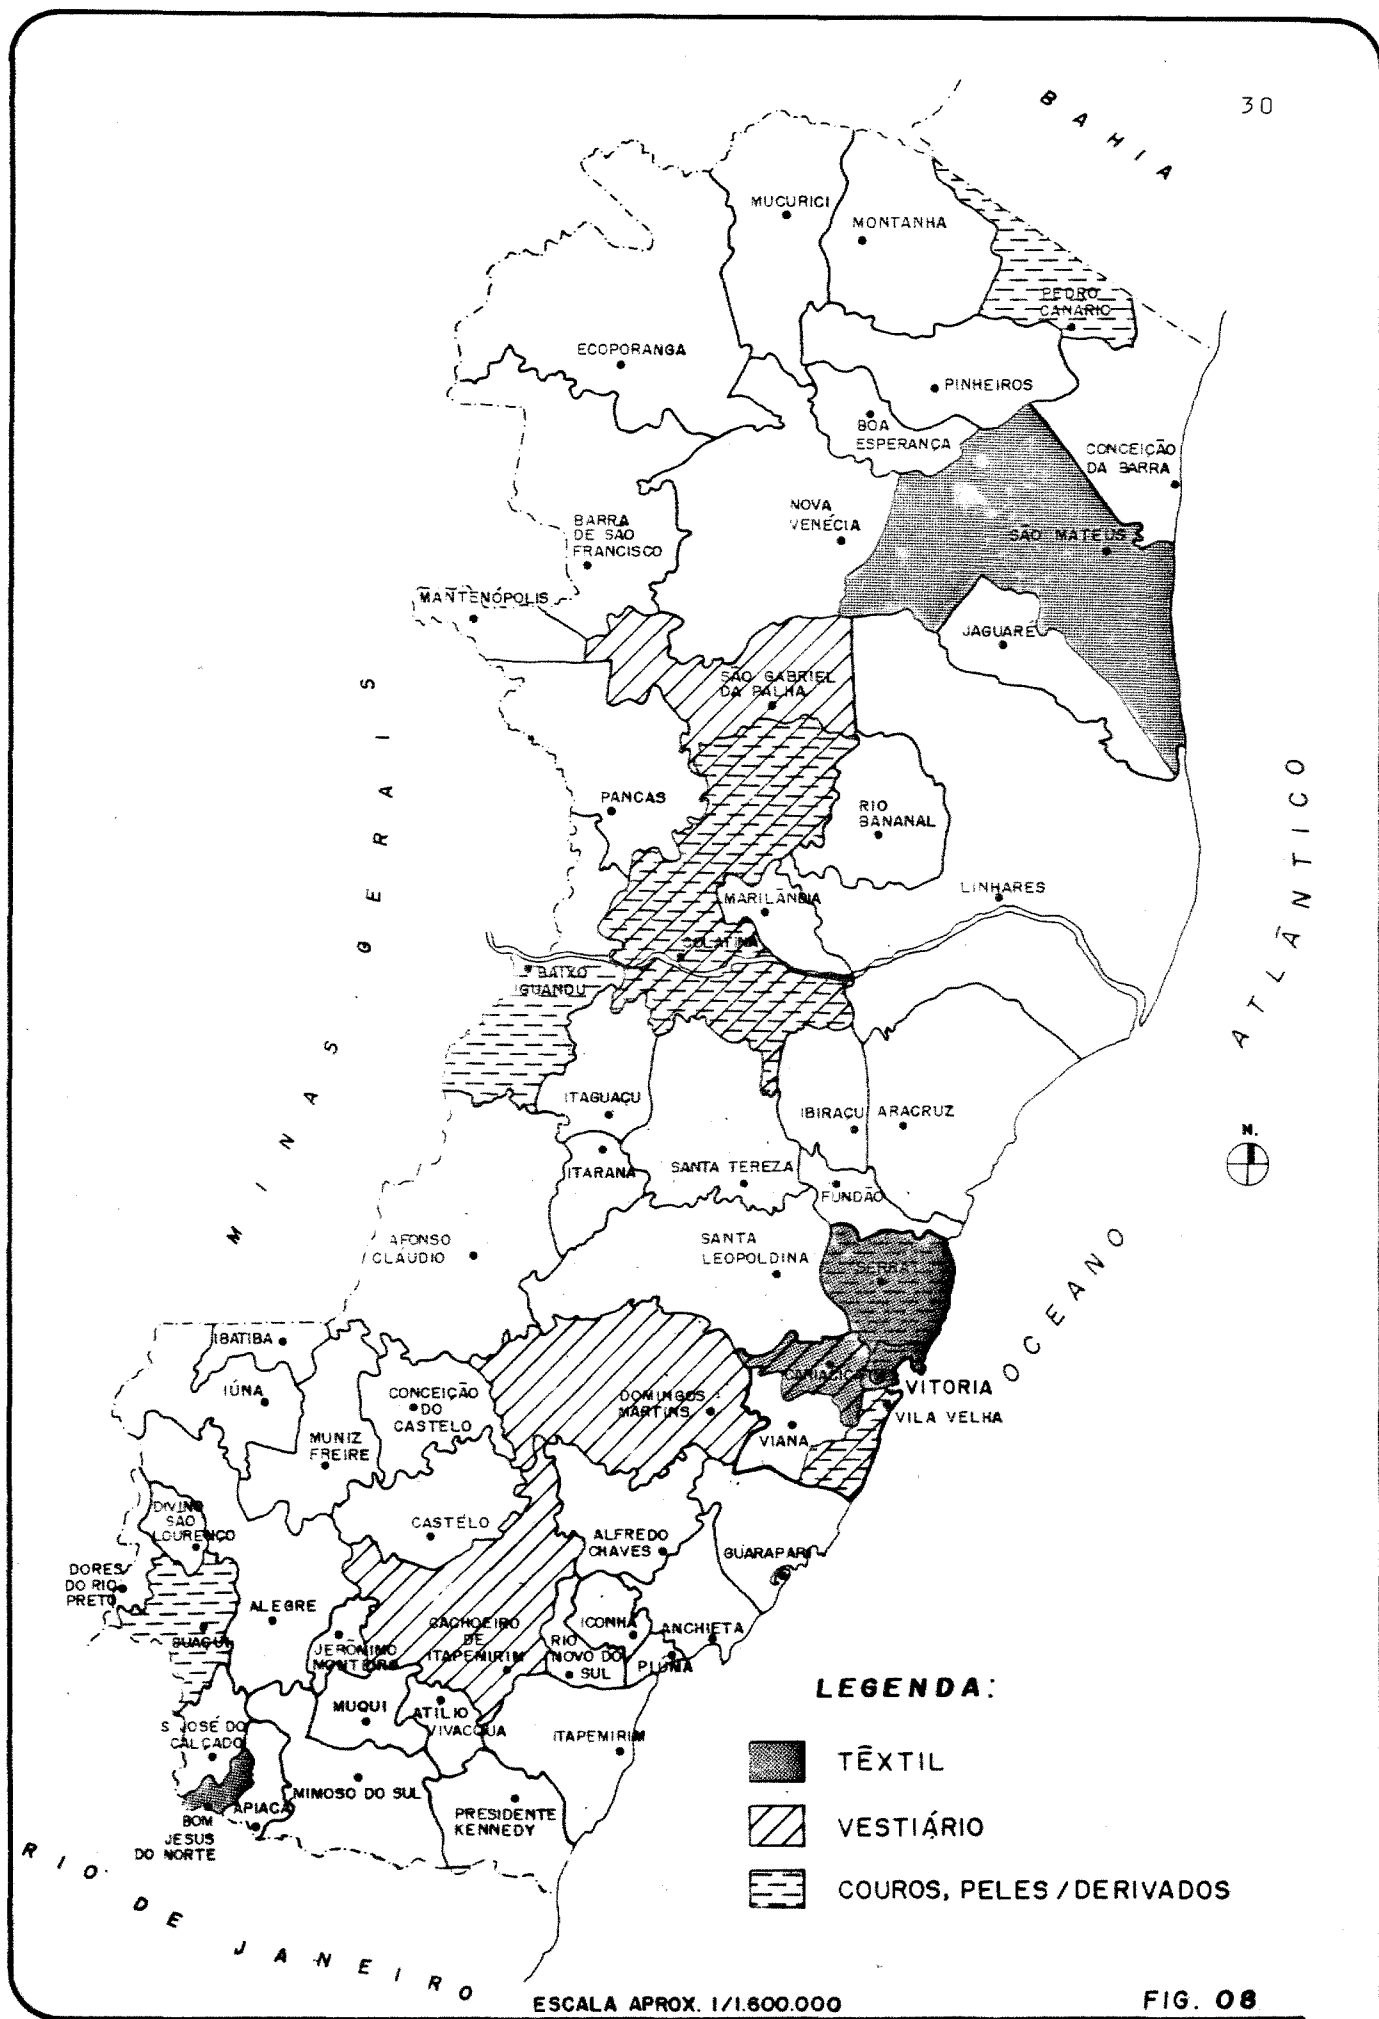 30
BAHIA
MUCURICI
MONTANHA
PEDRO
CANARIO
ECOPORANGA
PINHEIROS
BOA
ESPERANÇA
CONCEIÇÃO
DA BARRA
NOVA
VENÉCIA
BARRA
DE SÃO
FRANCISCO
SÃO MATEUS
MANTENÓPOLIS
JAGUARÉ
SÃO GABRIEL
DA PALHA
MINAS GERAIS
PANCAS
RIO
BANANAL
OCEANO ATLÂNTICO
MARILÂNDIA
LINHARES
COLATINA
BAIXO
GUANDU
ITAGUAÇU
IBIRAÇU
ARACRUZ
N.
ITARANA
SANTA TEREZA
FUNDÃO
AFONSO
CLÁUDIO
SANTA
LEOPOLDINA
SERRA
IBATIBA
IÚNA
CONCEIÇÃO
DO
CASTELO
DOMINGOS
MARTINS
CARIACICA
VITORIA
VILA VELHA
VIANA
MUNIZ
FREIRE
DIVINO
SÃO
LOURENÇO
CASTELO
ALFREDO
CHAVES
GUARAPARI
DORES
DO RIO
PRETO
ALEGRE
GUAÇUI
JERÔNIMO
MONTEIRO
CACHOEIRO
DE
ITAPEMIRIM
ICONHA
RIO
NOVO DO
SUL
ANCHIETA
PIUMA
MUQUI
ATILIO
VIVACQUA
ITAPEMIRIM
S. JOSÉ DO
CALÇADO
MIMOSO DO SUL
APIACÁ
BOM
JESUS
DO NORTE
PRESIDENTE
KENNEDY
RIO DE JANEIRO
LEGENDA:
TÊXTIL
VESTIÁRIO
COUROS, PELES / DERIVADOS
ESCALA APROX. 1/1.600.000
FIG. 08